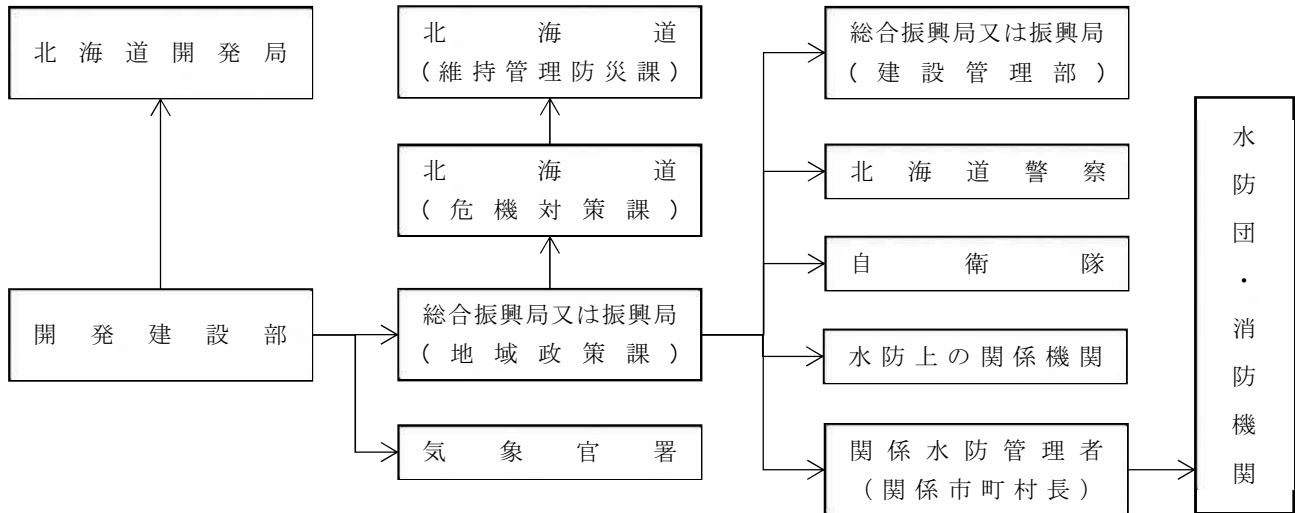 北海道開発局
北海道
(維持管理防災課)
総合振興局又は振興局
(建設管理部)
北海道
(危機対策課)
北海道警察
自衛隊
開発建設部
総合振興局又は振興局
(地域政策課)
水防上の関係機関
気象官署
関係水防管理者
(関係市町村長)
水防団・消防機関